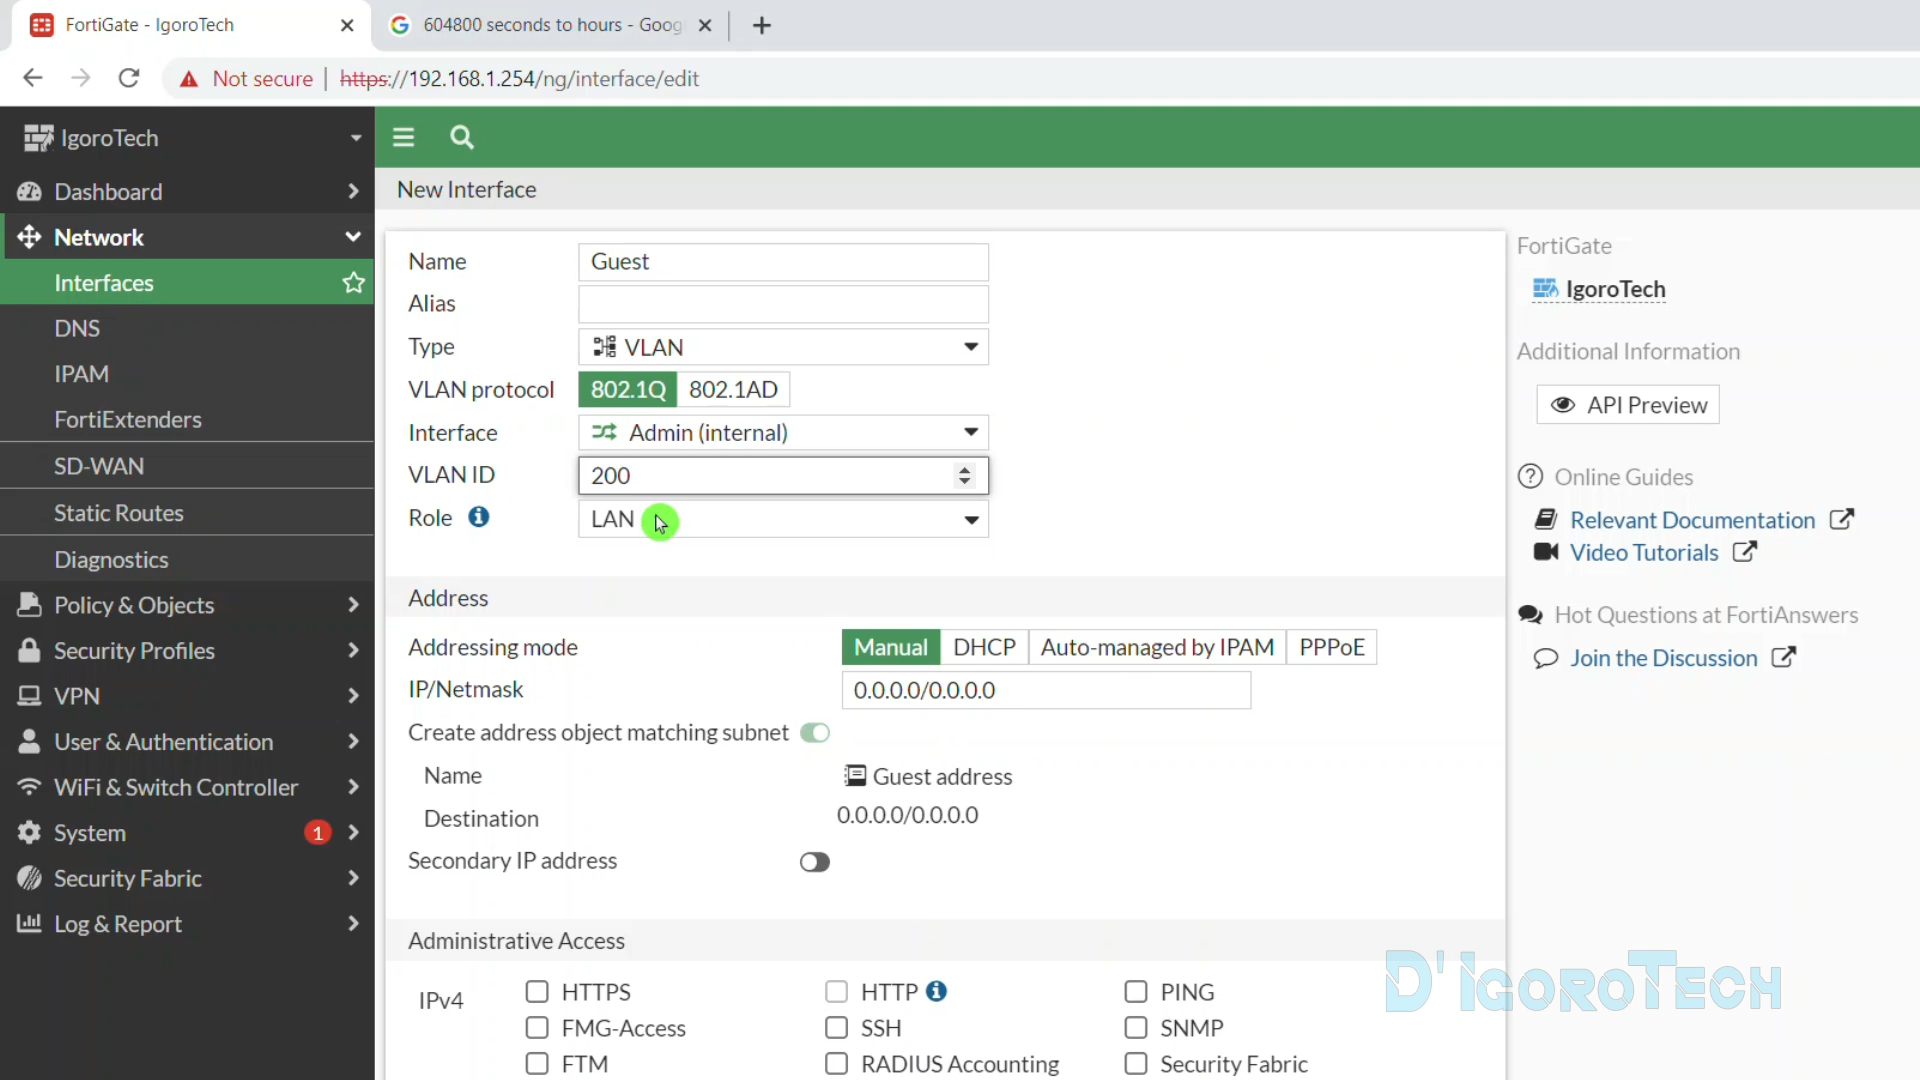 FortiGate - IgoroTech
604800 seconds to hours - Goog
Not secure | https://192.168.1.254/ng/interface/edit
IgoroTech
Dashboard
Network
Interfaces
DNS
IPAM
FortiExtenders
SD-WAN
Static Routes
Diagnostics
Policy & Objects
Security Profiles
VPN
User & Authentication
WiFi & Switch Controller
System 1
Security Fabric
Log & Report
New Interface
Name Guest
Alias
Type VLAN
VLAN protocol 802.1Q 802.1AD
Interface Admin (internal)
VLAN ID 200
Role LAN
Address
Addressing mode Manual DHCP Auto-managed by IPAM PPPoE
IP/Netmask 0.0.0.0/0.0.0.0
Create address object matching subnet
Name Guest address
Destination 0.0.0.0/0.0.0.0
Secondary IP address
Administrative Access
IPv4 HTTPS HTTP PING
FMG-Access SSH SNMP
FTM RADIUS Accounting Security Fabric
FortiGate
IgoroTech
Additional Information
API Preview
Online Guides
Relevant Documentation
Video Tutorials
Hot Questions at FortiAnswers
Join the Discussion
D'IGOROTECH